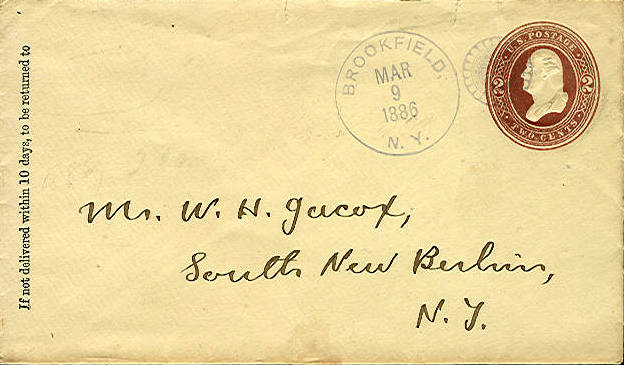 If not delivered within 10 days, to be returned to
BROOKFIELD,
MAR
9
1886
N. Y.
U.S. POSTAGE
2 2
TWO CENTS
Mr. W. H. Jacox,
South New Berlin,
N. Y.